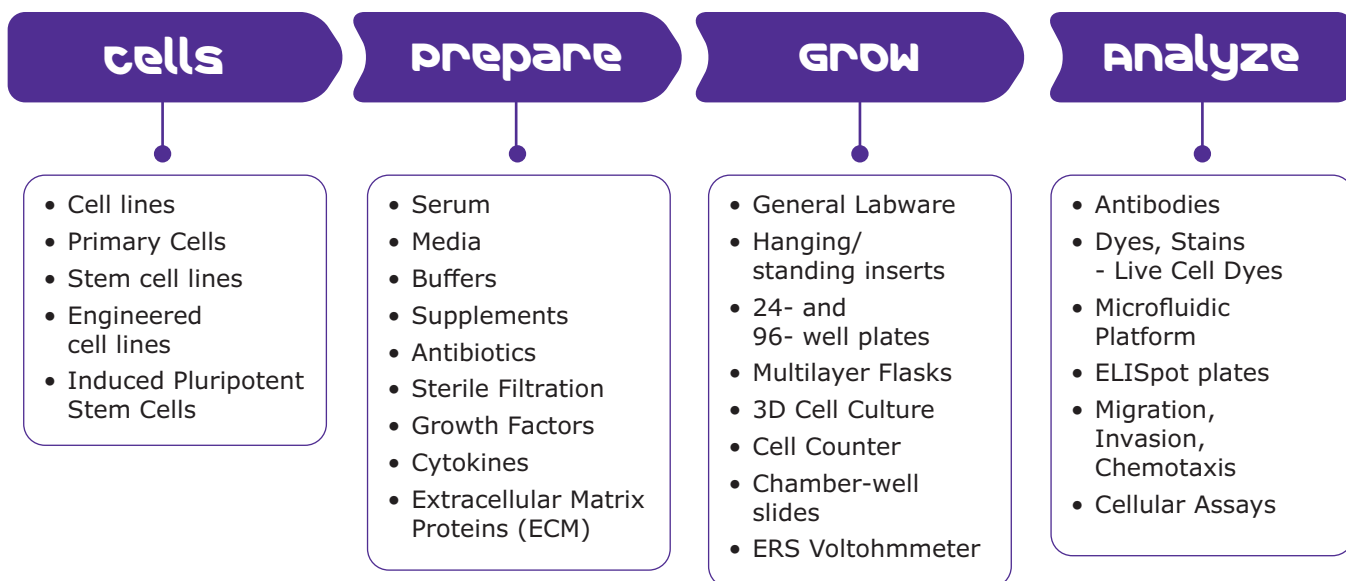 cells
prepare
Grow
Analyze
• Cell lines
• Primary Cells
• Stem cell lines
• Engineered
cell lines
• Induced Pluripotent
Stem Cells
• Serum
• Media
• Buffers
• Supplements
• Antibiotics
• Sterile Filtration
• Growth Factors
• Cytokines
• Extracellular Matrix
Proteins (ECM)
• General Labware
• Hanging/
standing inserts
• 24- and
96- well plates
• Multilayer Flasks
• 3D Cell Culture
• Cell Counter
• Chamber-well
slides
• ERS Voltohmmeter
• Antibodies
• Dyes, Stains
- Live Cell Dyes
• Microfluidic
Platform
• ELISpot plates
• Migration,
Invasion,
Chemotaxis
• Cellular Assays